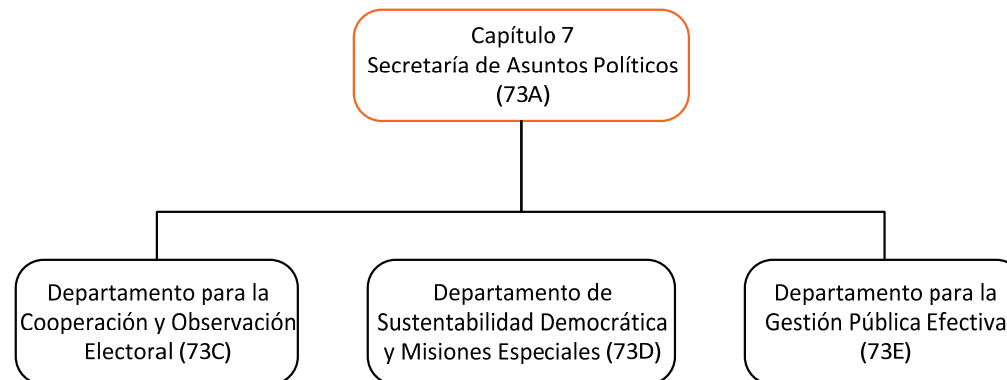 Capítulo 7
Secretaría de Asuntos Políticos
(73A)
Departamento para la
Cooperación y Observación
Electoral (73C)
Departamento de
Sustentabilidad Democrática
y Misiones Especiales (73D)
Departamento para la
Gestión Pública Efectiva
(73E)